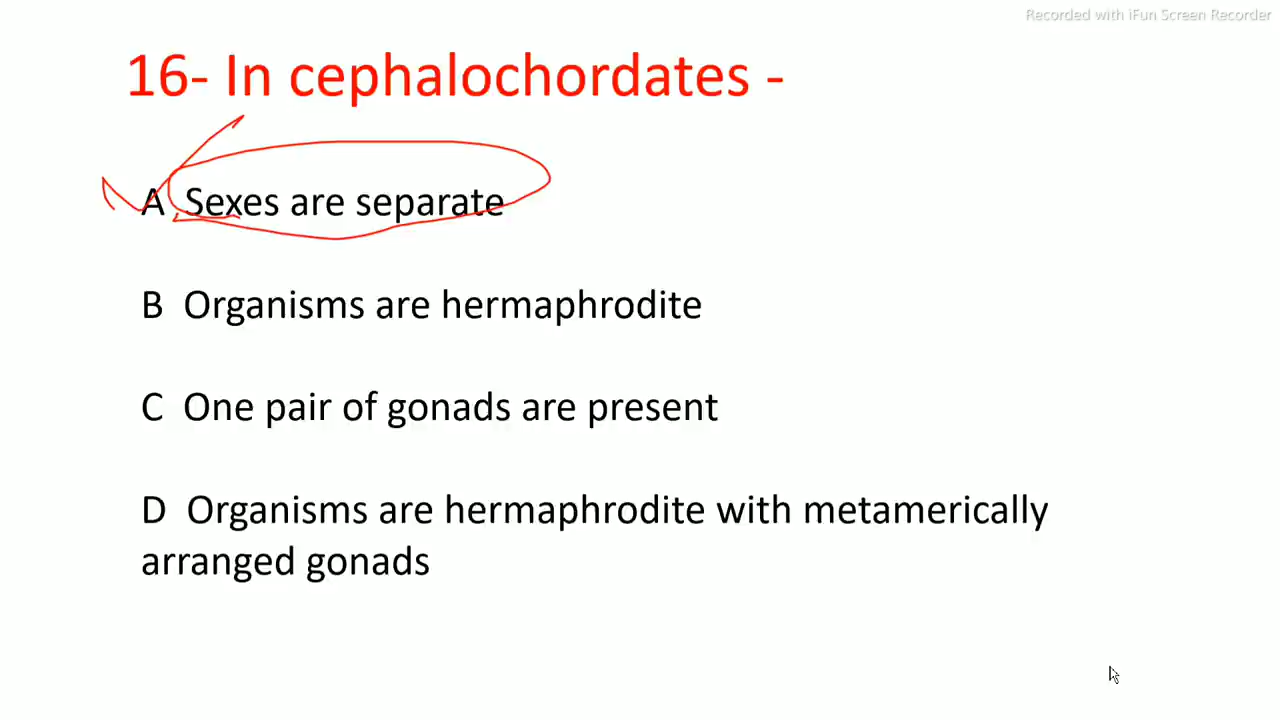 Recorded with iFun Screen Recorder
16- In cephalochordates -
A Sexes are separate
B Organisms are hermaphrodite
C One pair of gonads are present
D Organisms are hermaphrodite with metamerically
arranged gonads